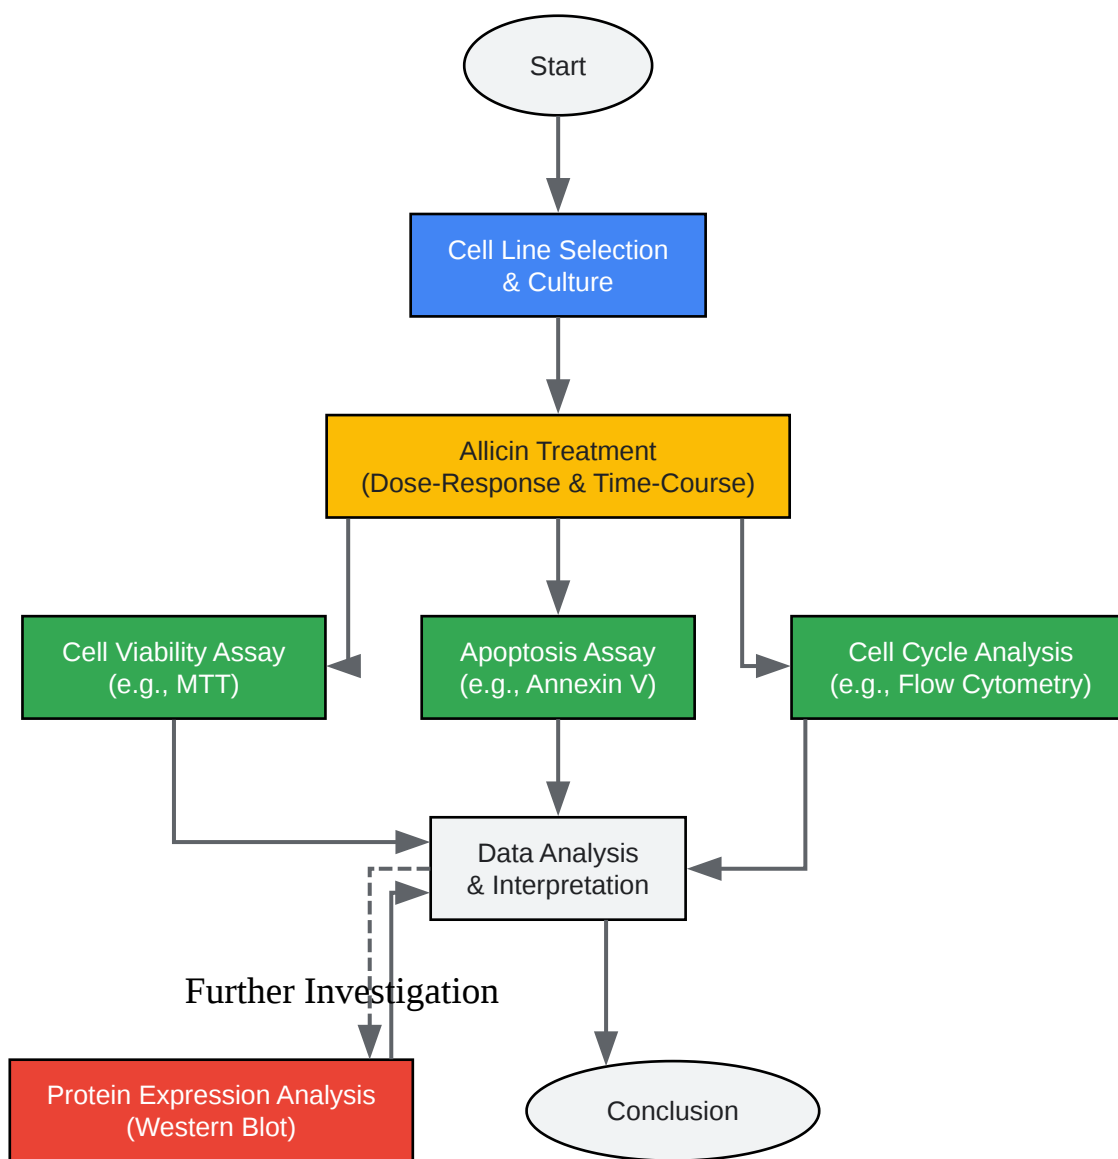 Start
Cell Line Selection
& Culture
Allicin Treatment
(Dose-Response & Time-Course)
Cell Viability Assay
(e.g., MTT)
Apoptosis Assay
(e.g., Annexin V)
Cell Cycle Analysis
(e.g., Flow Cytometry)
Data Analysis
& Interpretation
Further Investigation
Protein Expression Analysis
(Western Blot)
Conclusion